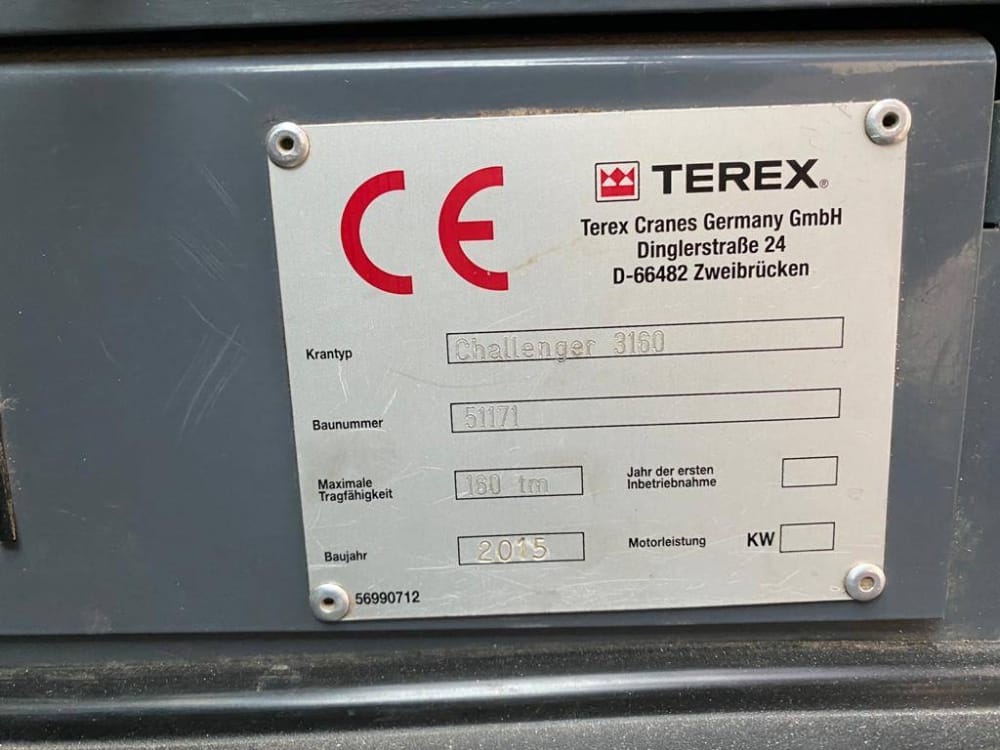 CE
TEREX®
Terex Cranes Germany GmbH
Dinglerstraße 24
D-66482 Zweibrücken
Krantyp Challenger 3160
Baunummer 51171
Maximale
Tragfähigkeit 160 tm
Jahr der ersten
Inbetriebnahme
Baujahr 2015
Motorleistung KW
56990712